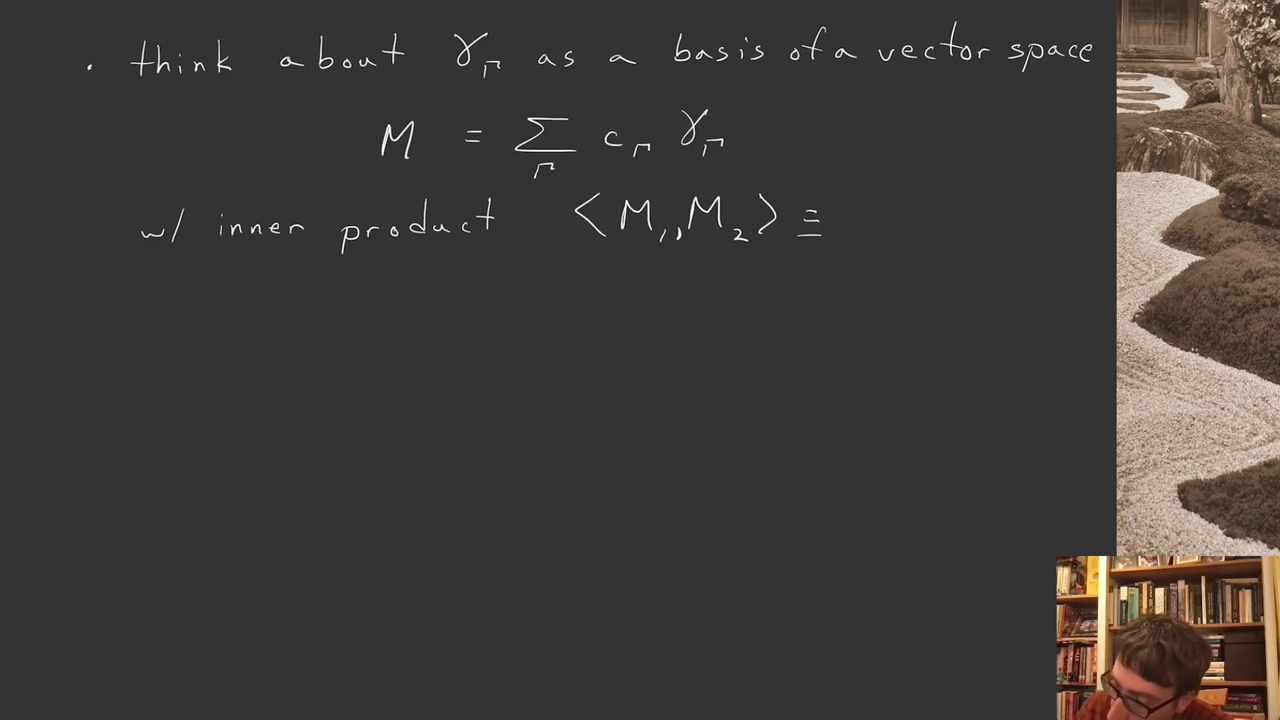 . think about γ_Γ as a basis of a vector space
M = Σ_Γ c_Γ γ_Γ
w/ inner product <M₁, M₂> ≡